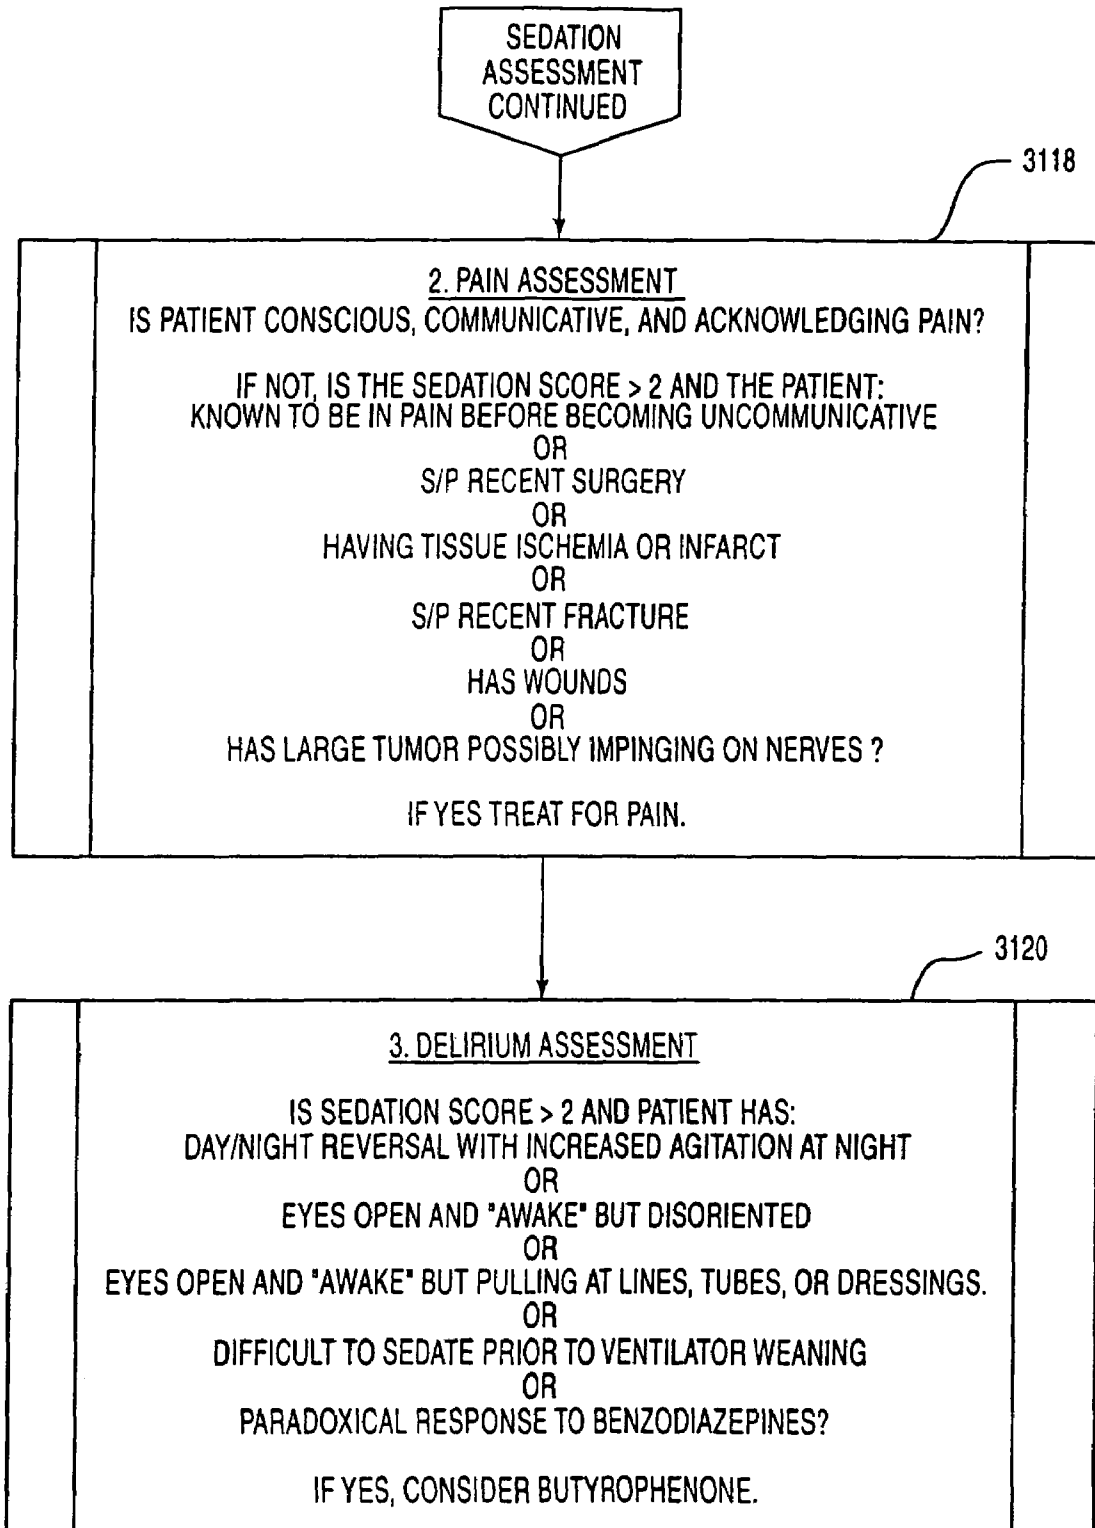 SEDATION
ASSESSMENT
CONTINUED
3118
2. PAIN ASSESSMENT
IS PATIENT CONSCIOUS, COMMUNICATIVE, AND ACKNOWLEDGING PAIN?
IF NOT, IS THE SEDATION SCORE > 2 AND THE PATIENT:
KNOWN TO BE IN PAIN BEFORE BECOMING UNCOMMUNICATIVE
OR
S/P RECENT SURGERY
OR
HAVING TISSUE ISCHEMIA OR INFARCT
OR
S/P RECENT FRACTURE
OR
HAS WOUNDS
OR
HAS LARGE TUMOR POSSIBLY IMPINGING ON NERVES ?
IF YES TREAT FOR PAIN.
3120
3. DELIRIUM ASSESSMENT
IS SEDATION SCORE > 2 AND PATIENT HAS:
DAY/NIGHT REVERSAL WITH INCREASED AGITATION AT NIGHT
OR
EYES OPEN AND "AWAKE" BUT DISORIENTED
OR
EYES OPEN AND "AWAKE" BUT PULLING AT LINES, TUBES, OR DRESSINGS.
OR
DIFFICULT TO SEDATE PRIOR TO VENTILATOR WEANING
OR
PARADOXICAL RESPONSE TO BENZODIAZEPINES?
IF YES, CONSIDER BUTYROPHENONE.